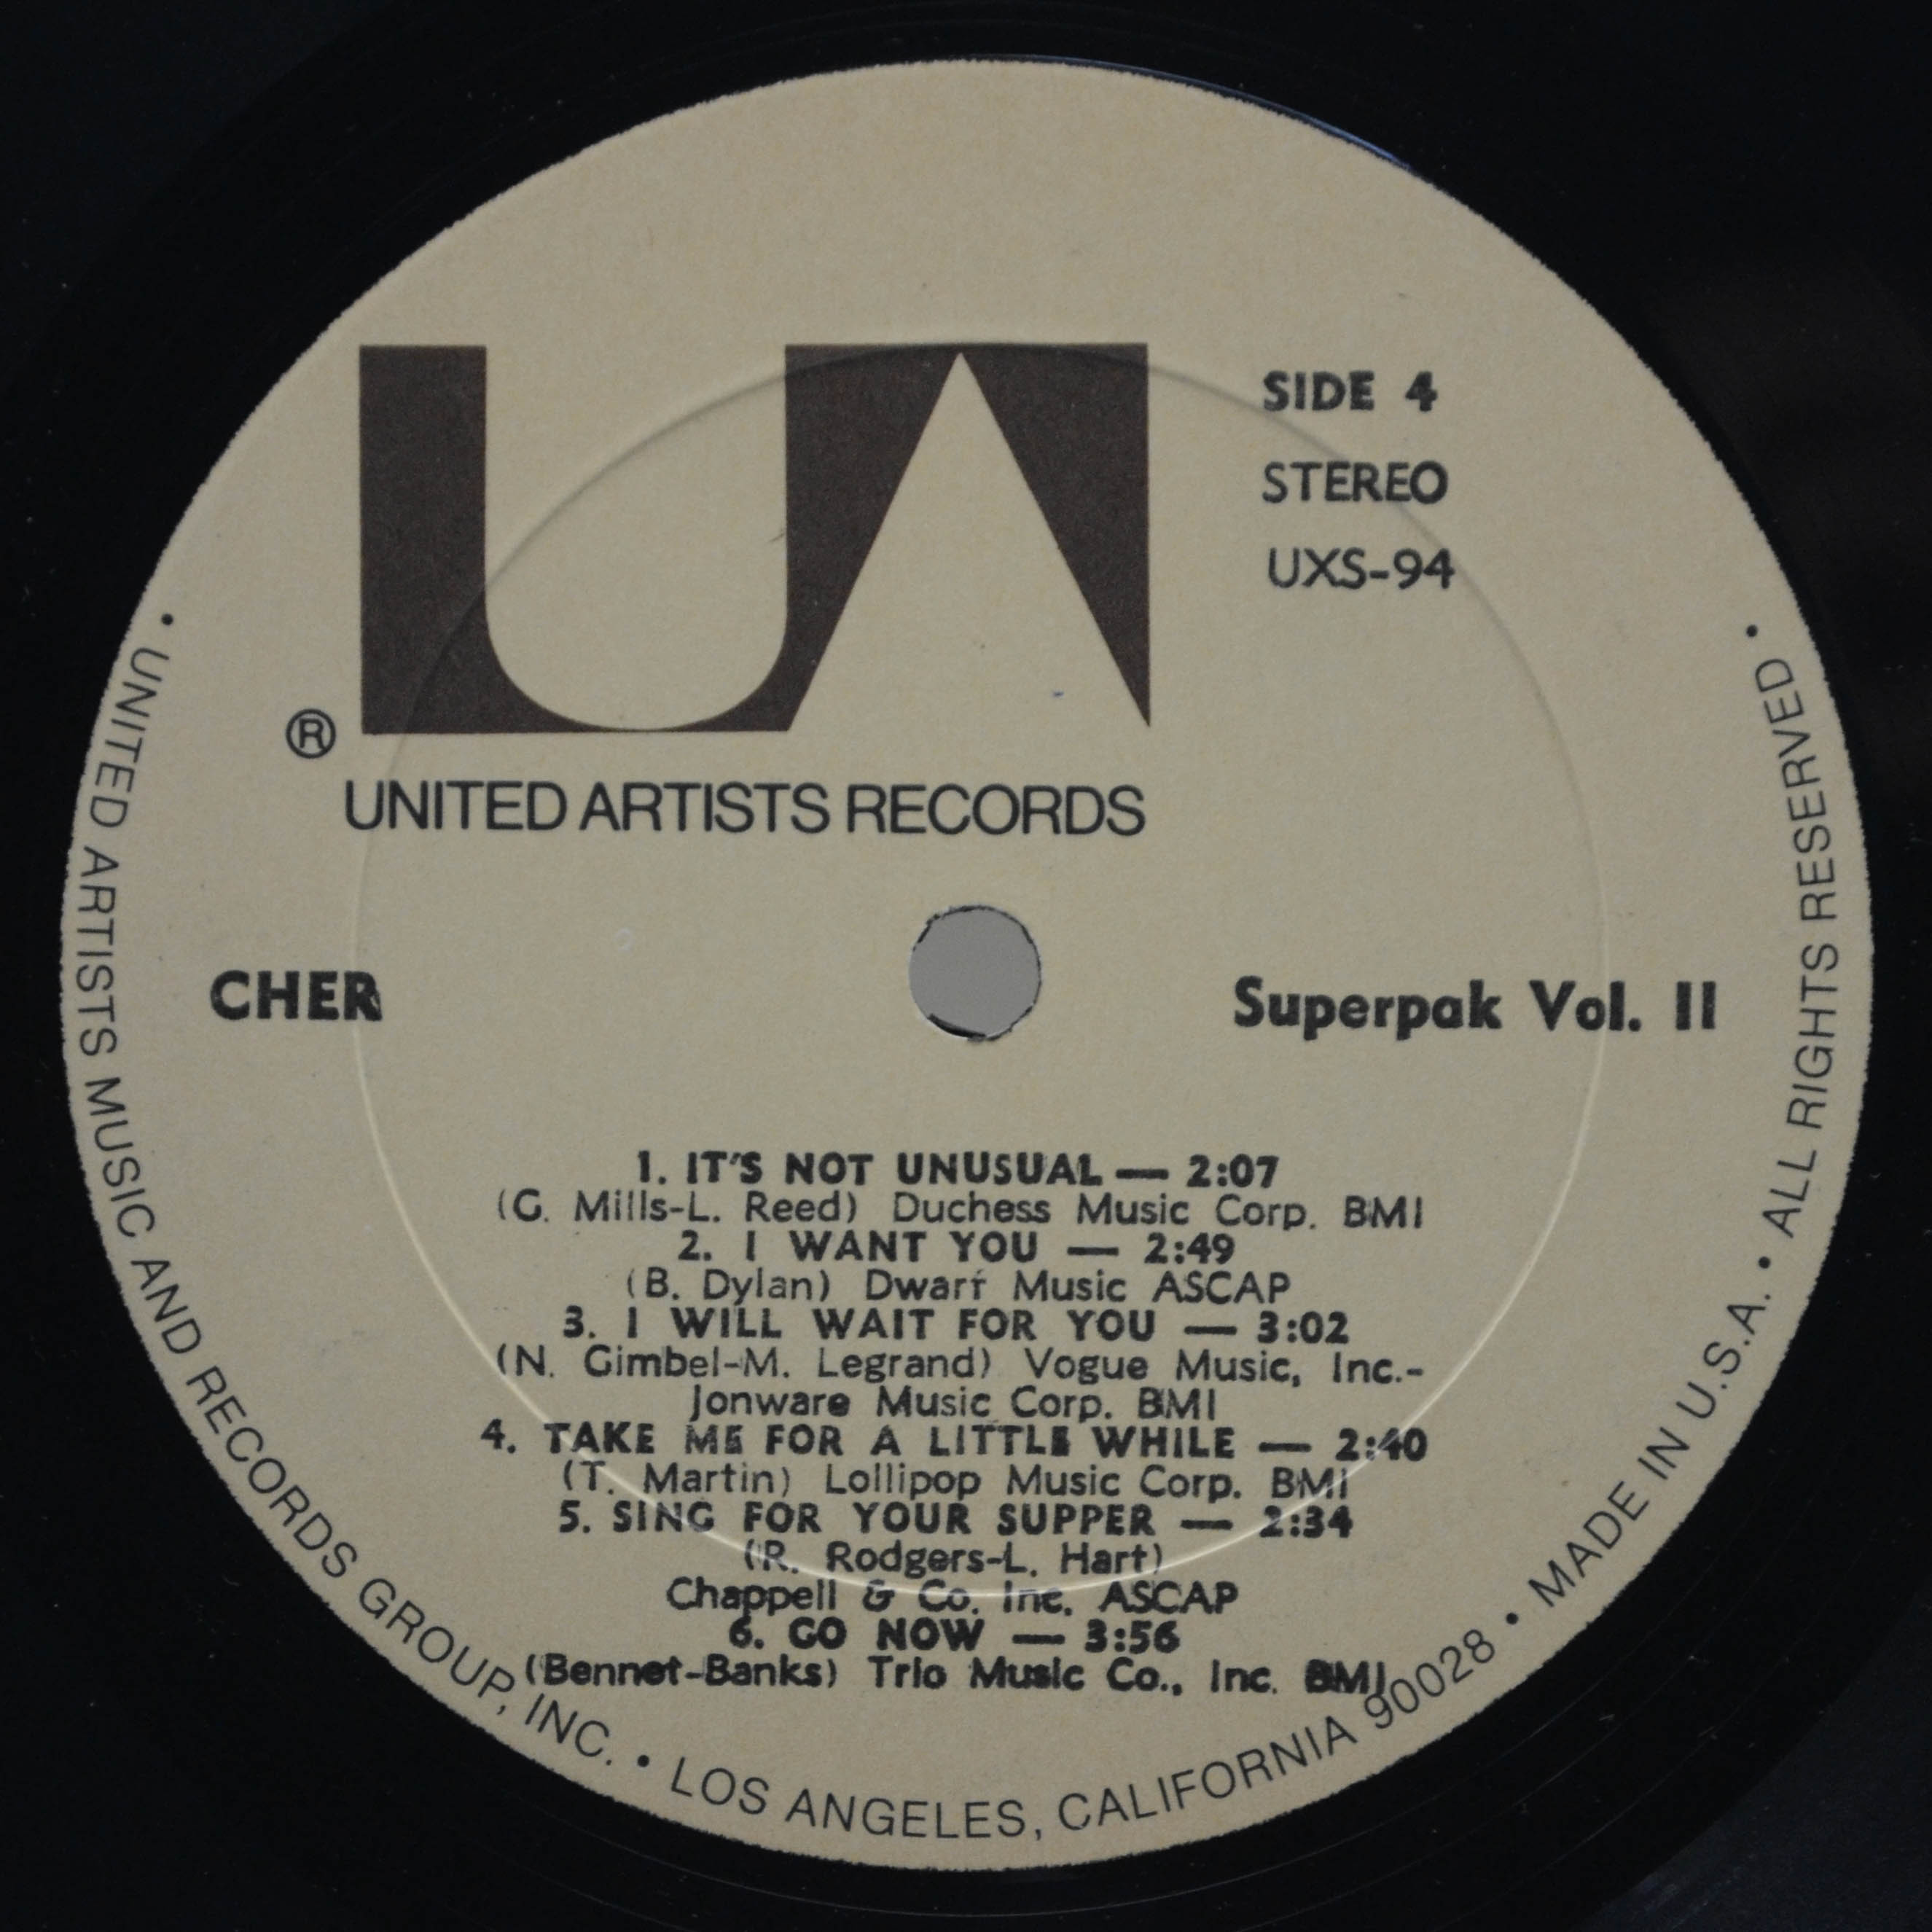 UA
SIDE 4
STEREO
UXS-94
®
UNITED ARTISTS RECORDS
CHER
Superpak Vol. II
1. IT'S NOT UNUSUAL — 2:07
(G. Mills-L. Reed) Duchess Music Corp. BMI
2. I WANT YOU — 2:49
(B. Dylan) Dwarf Music ASCAP
3. I WILL WAIT FOR YOU — 3:02
(N. Gimbel-M. Legrand) Vogue Music, Inc.-
Jonware Music Corp. BMI
4. TAKE ME FOR A LITTLE WHILE — 2:40
(T. Martin) Lollipop Music Corp. BMI
5. SING FOR YOUR SUPPER — 2:34
(R. Rodgers-L. Hart)
Chappell & Co. Inc. ASCAP
6. GO NOW — 3:56
(Bennet-Banks) Trio Music Co., Inc. BMI
• UNITED ARTISTS MUSIC AND RECORDS GROUP, INC. • LOS ANGELES, CALIFORNIA 90028 • MADE IN U.S.A. • ALL RIGHTS RESERVED •